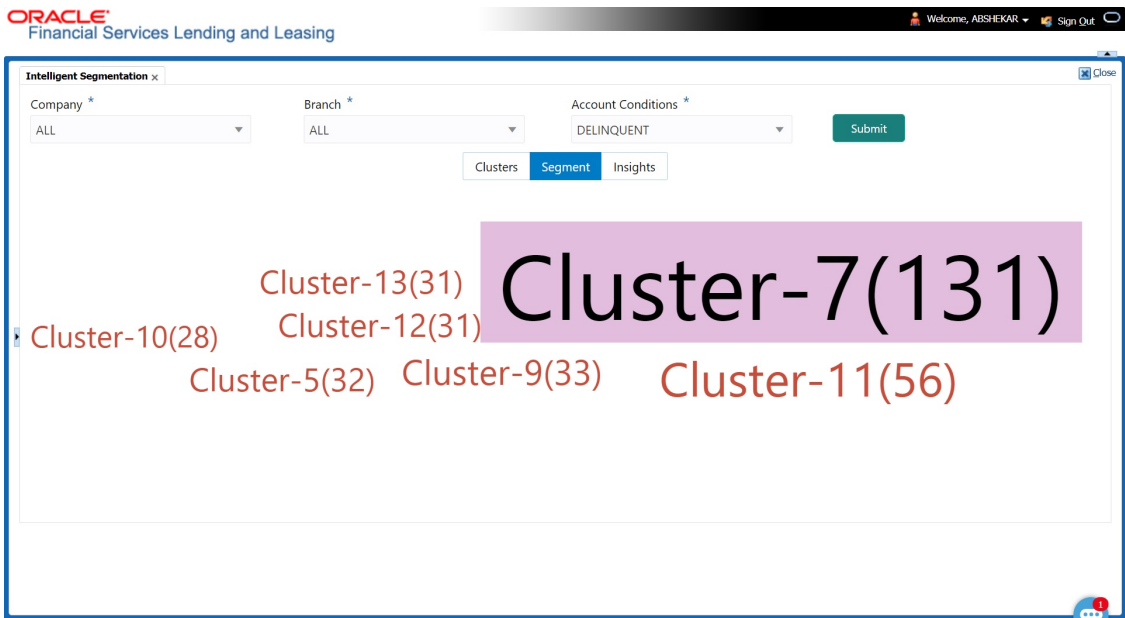 ORACLE®
Financial Services Lending and Leasing
Welcome, ABSHEKAR
Sign Out
Intelligent Segmentation ×
Close
Company *
Branch *
Account Conditions *
ALL
ALL
DELINQUENT
Submit
Clusters
Segment
Insights
Cluster-7(131)
Cluster-13(31)
Cluster-12(31)
Cluster-10(28)
Cluster-5(32)
Cluster-9(33)
Cluster-11(56)
1